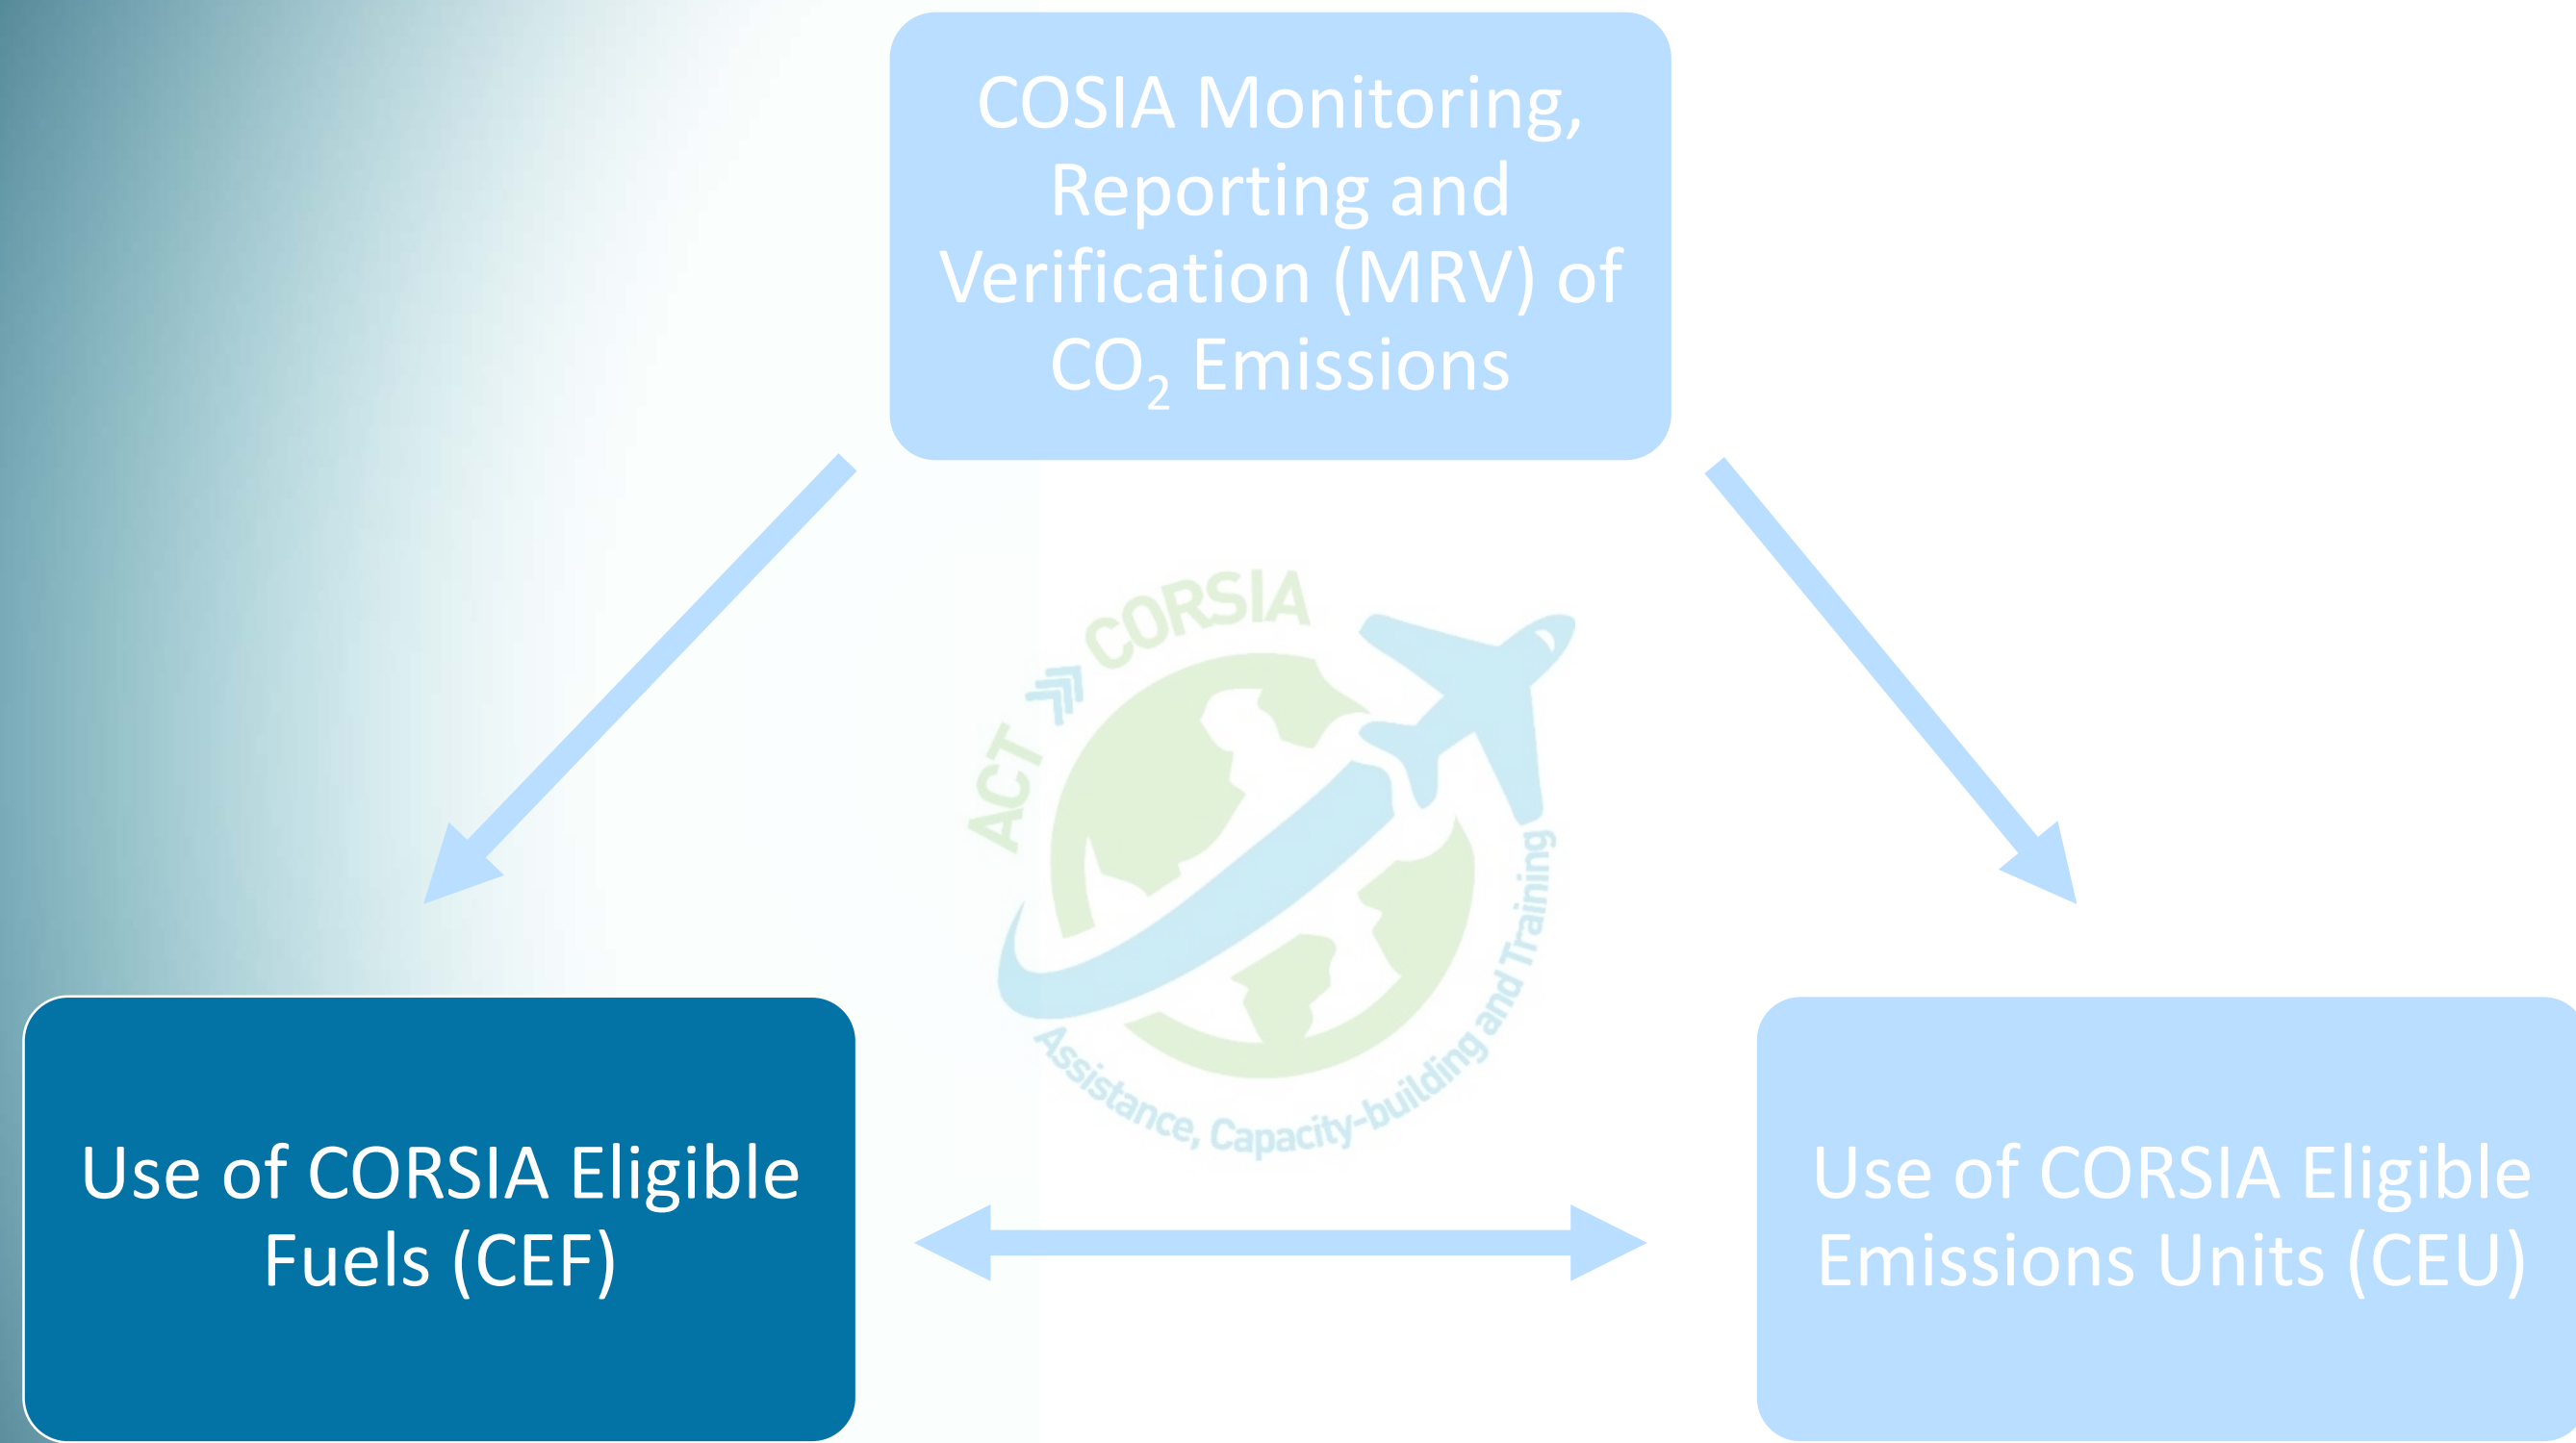 COSIA Monitoring,
Reporting and
Verification (MRV) of
CO₂ Emissions
ACT CORSIA
Assistance, Capacity-building and Training
Use of CORSIA Eligible
Fuels (CEF)
Use of CORSIA Eligible
Emissions Units (CEU)